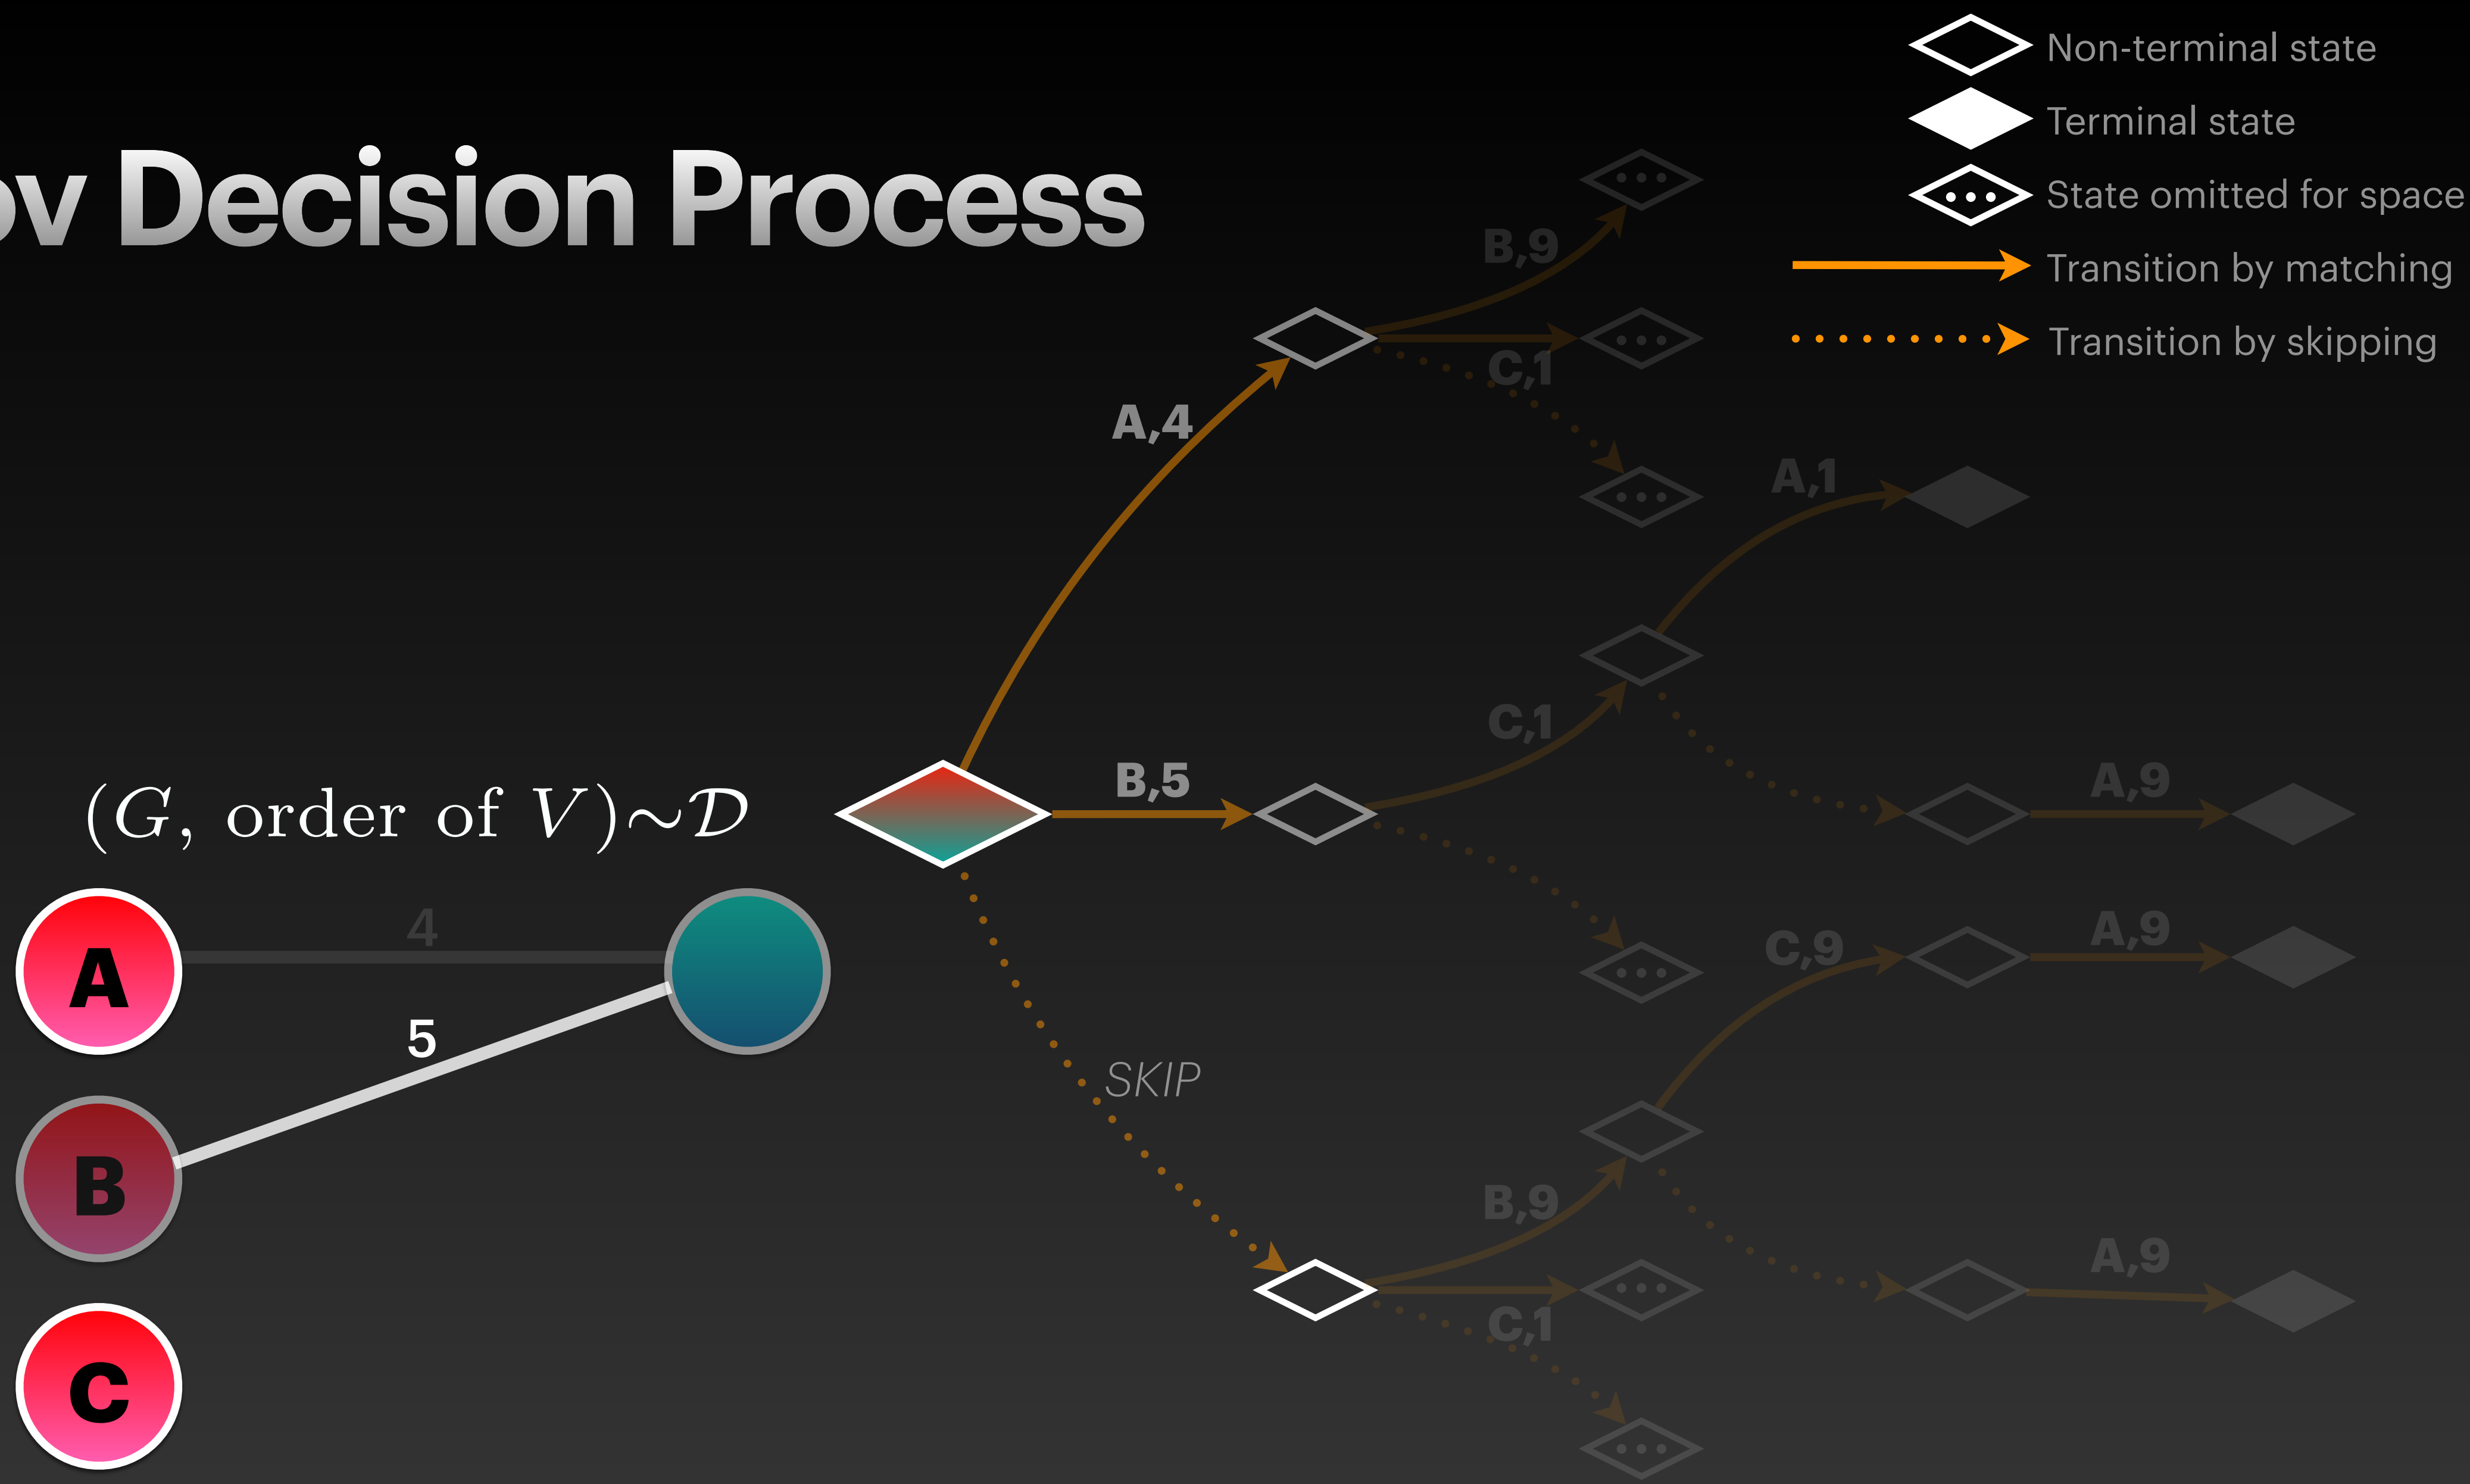 Non-terminal state
Terminal state
State omitted for space
Transition by matching
Transition by skipping
ov Decision Process
B,9
C,1
A,4
A,1
C,1
B,5
A,9
(G, order of V)~𝒟
4
A
C,9
A,9
5
SKIP
B
B,9
A,9
C,1
C